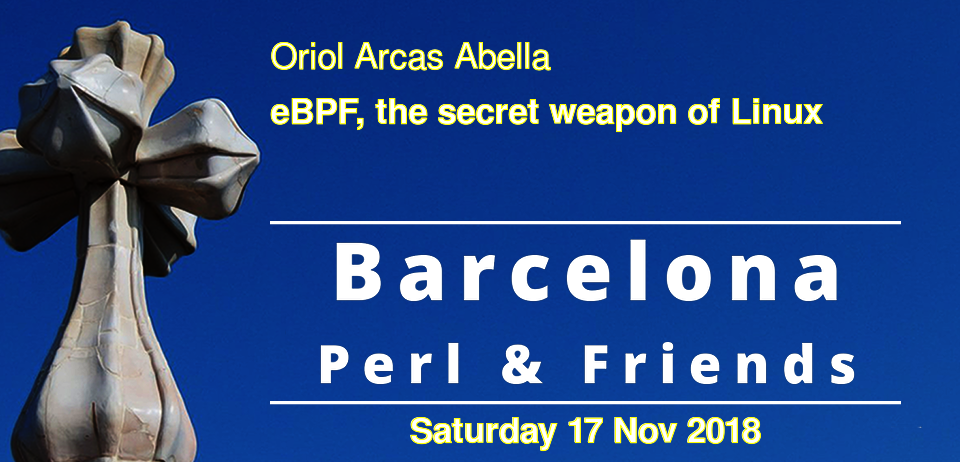 Oriol Arcas Abella
eBPF, the secret weapon of Linux
Barcelona
Perl & Friends
Saturday 17 Nov 2018